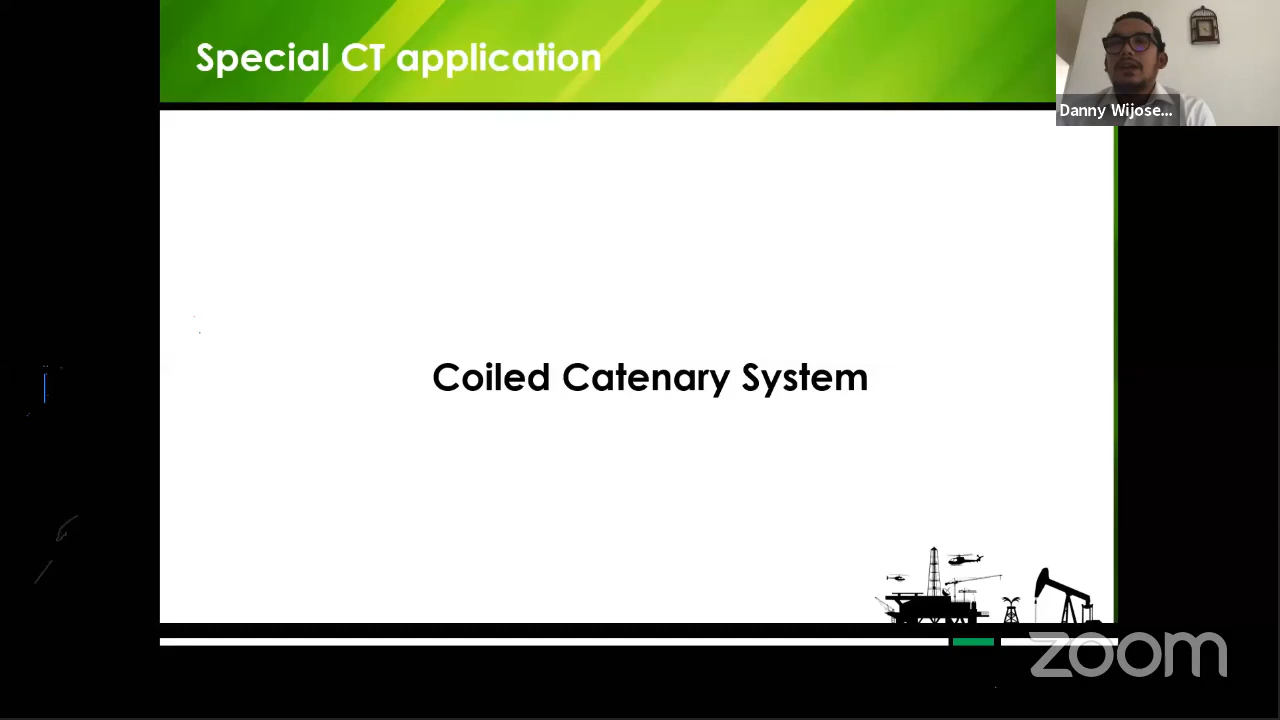 Special CT application
Danny Wijose...
Coiled Catenary System
zoom